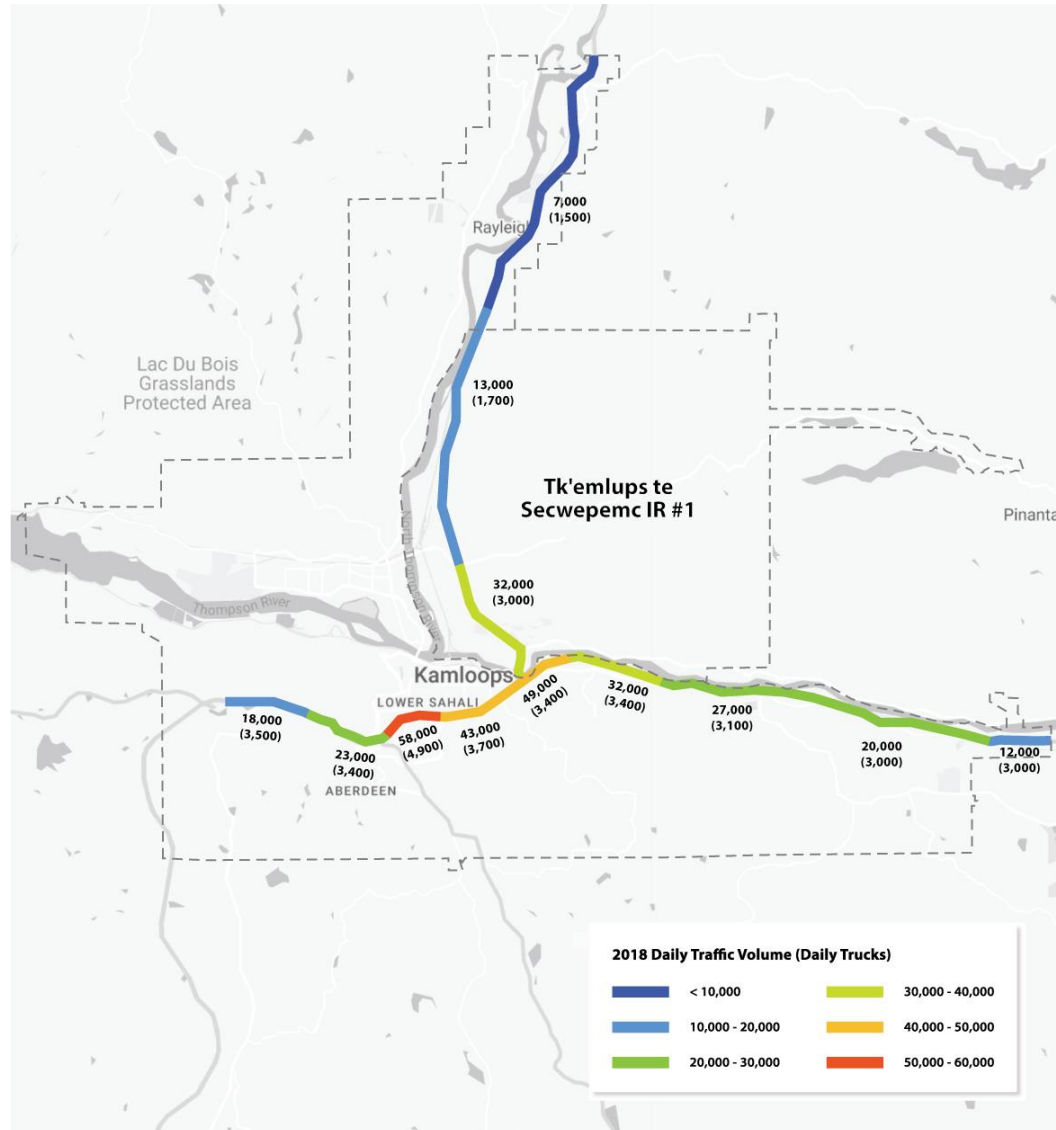 7,000
(1,500)
Rayleigh
13,000
(1,700)
Lac Du Bois
Grasslands
Protected Area
Tk'emlups te
Secwepemc IR #1
Pinanta
North Thompson River
32,000
(3,000)
Thompson River
Kamloops
LOWER SAHALI
49,000
(3,400)
32,000
(3,400)
27,000
(3,100)
18,000
(3,500)
23,000
(3,400)
58,000
(4,900)
43,000
(3,700)
20,000
(3,000)
12,000
(3,000)
ABERDEEN
2018 Daily Traffic Volume (Daily Trucks)
< 10,000
10,000 - 20,000
20,000 - 30,000
30,000 - 40,000
40,000 - 50,000
50,000 - 60,000